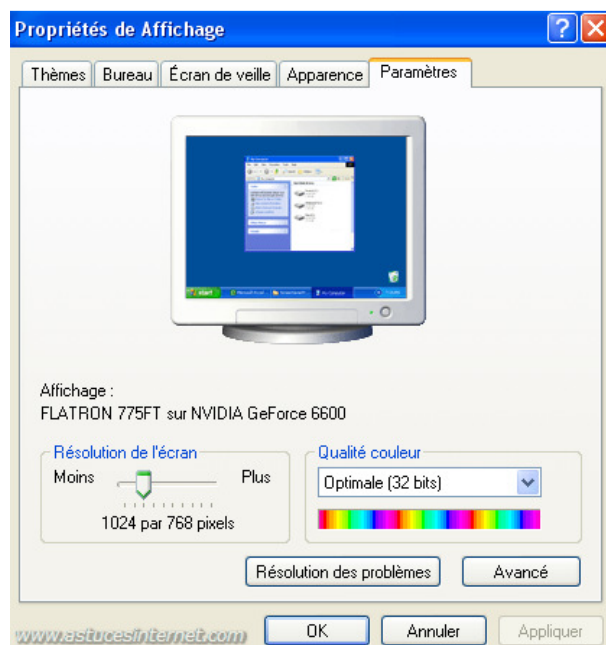 Propriétés de Affichage
Thèmes Bureau Écran de veille Apparence Paramètres
start
Affichage :
FLATRON 775FT sur NVIDIA GeForce 6600
Résolution de l'écran
Moins Plus
1024 par 768 pixels
Qualité couleur
Optimale (32 bits)
Résolution des problèmes Avancé
www.astucesinternet.com
OK Annuler Appliquer